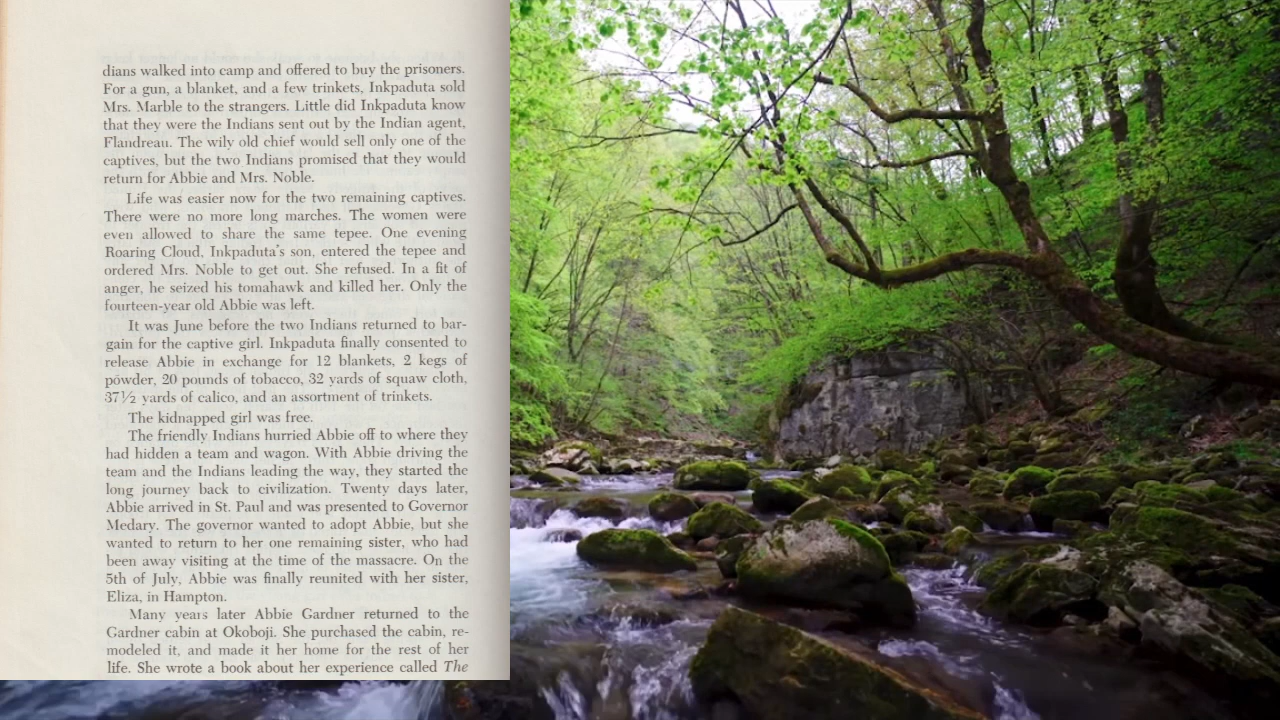 dians walked into camp and offered to buy the prisoners.
For a gun, a blanket, and a few trinkets, Inkpaduta sold
Mrs. Marble to the strangers. Little did Inkpaduta know
that they were the Indians sent out by the Indian agent,
Flandreau. The wily old chief would sell only one of the
captives, but the two Indians promised that they would
return for Abbie and Mrs. Noble.
Life was easier now for the two remaining captives.
There were no more long marches. The women were
even allowed to share the same tepee. One evening
Roaring Cloud, Inkpaduta's son, entered the tepee and
ordered Mrs. Noble to get out. She refused. In a fit of
anger, he seized his tomahawk and killed her. Only the
fourteen-year old Abbie was left.
It was June before the two Indians returned to bar-
gain for the captive girl. Inkpaduta finally consented to
release Abbie in exchange for 12 blankets, 2 kegs of
powder, 20 pounds of tobacco, 32 yards of squaw cloth,
37½ yards of calico, and an assortment of trinkets.
The kidnapped girl was free.
The friendly Indians hurried Abbie off to where they
had hidden a team and wagon. With Abbie driving the
team and the Indians leading the way, they started the
long journey back to civilization. Twenty days later,
Abbie arrived in St. Paul and was presented to Governor
Medary. The governor wanted to adopt Abbie, but she
wanted to return to her one remaining sister, who had
been away visiting at the time of the massacre. On the
5th of July, Abbie was finally reunited with her sister,
Eliza, in Hampton.
Many years later Abbie Gardner returned to the
Gardner cabin at Okoboji. She purchased the cabin, re-
modeled it, and made it her home for the rest of her
life. She wrote a book about her experience called The